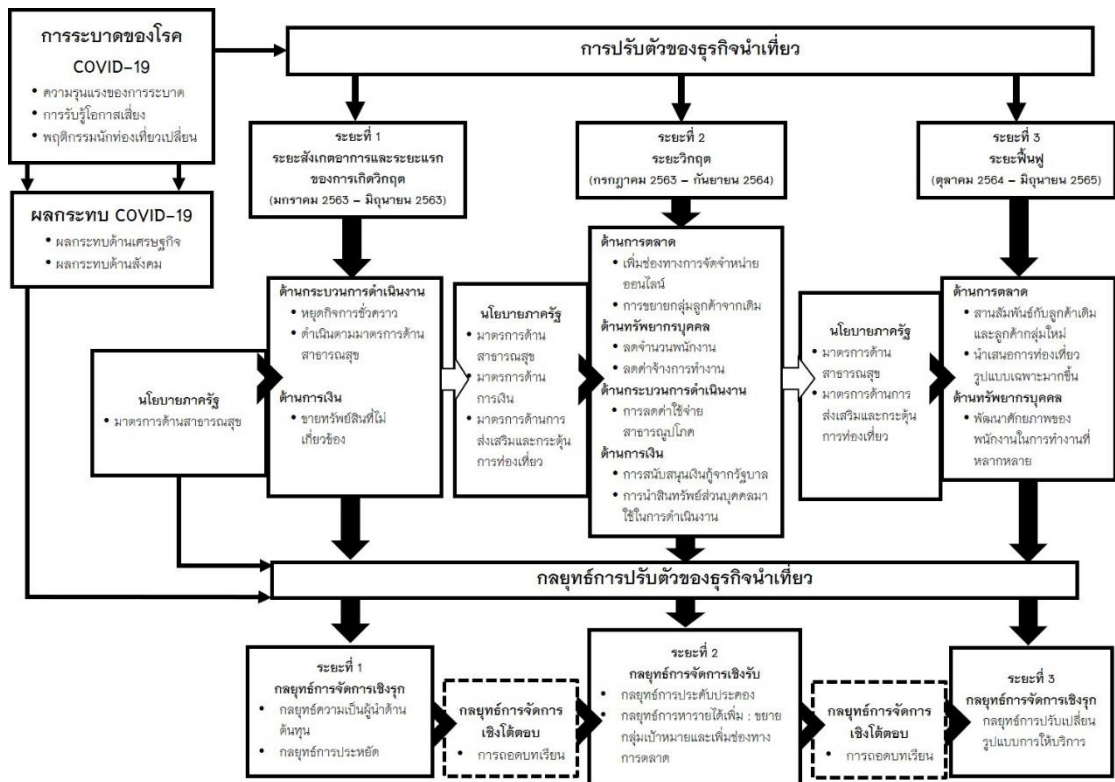 การระบาดของโรค
COVID-19
• ความรุนแรงของการระบาด
• การรับรู้โอกาสเสี่ยง
• พฤติกรรมนักท่องเที่ยวเปลี่ยน
การปรับตัวของธุรกิจนำเที่ยว
ผลกระทบ COVID-19
• ผลกระทบด้านเศรษฐกิจ
• ผลกระทบด้านสังคม
ระยะที่ 1
ระยะสังเกตอาการและระยะแรก
ของการเกิดวิกฤต
(มกราคม 2563 – มิถุนายน 2563)
ระยะที่ 2
ระยะวิกฤต
(กรกฎาคม 2563 – กันยายน 2564)
ระยะที่ 3
ระยะฟื้นฟู
(ตุลาคม 2564 – มิถุนายน 2565)
นโยบายภาครัฐ
• มาตรการด้านสาธารณสุข
ด้านกระบวนการดำเนินงาน
• หยุดกิจการชั่วคราว
• ดำเนินตามมาตรการด้าน
สาธารณสุข
ด้านการเงิน
• ขายทรัพย์สินที่ไม่
เกี่ยวข้อง
นโยบายภาครัฐ
• มาตรการด้าน
สาธารณสุข
• มาตรการด้าน
การเงิน
• มาตรการด้านการ
ส่งเสริมและกระตุ้น
การท่องเที่ยว
ด้านการตลาด
• เพิ่มช่องทางการจัดจำหน่าย
ออนไลน์
• การขยายกลุ่มลูกค้าจากเดิม
ด้านทรัพยากรบุคคล
• ลดจำนวนพนักงาน
• ลดค่าจ้างการทำงาน
ด้านกระบวนการดำเนินงาน
• การลดค่าใช้จ่าย
สาธารณูปโภค
ด้านการเงิน
• การสนับสนุนเงินกู้จากรัฐบาล
• การนำสินทรัพย์ส่วนบุคคลมา
ใช้ในการดำเนินงาน
นโยบายภาครัฐ
• มาตรการด้าน
สาธารณสุข
• มาตรการด้านการ
ส่งเสริมและกระตุ้น
การท่องเที่ยว
ด้านการตลาด
• สานสัมพันธ์กับลูกค้าเดิม
และลูกค้ากลุ่มใหม่
• นำเสนอการท่องเที่ยว
รูปแบบเฉพาะมากขึ้น
ด้านทรัพยากรบุคคล
• พัฒนาศักยภาพของ
พนักงานในการทำงานที่
หลากหลาย
กลยุทธ์การปรับตัวของธุรกิจนำเที่ยว
ระยะที่ 1
กลยุทธ์การจัดการเชิงรุก
• กลยุทธ์ความเป็นผู้นำด้าน
ต้นทุน
• กลยุทธ์การประหยัด
กลยุทธ์การจัดการ
เชิงโต้ตอบ
• การถอดบทเรียน
ระยะที่ 2
กลยุทธ์การจัดการเชิงรับ
• กลยุทธ์การประคับประคอง
• กลยุทธ์การหารายได้เพิ่ม : ขยาย
กลุ่มเป้าหมายและเพิ่มช่องทาง
การตลาด
กลยุทธ์การจัดการ
เชิงโต้ตอบ
• การถอดบทเรียน
ระยะที่ 3
กลยุทธ์การจัดการเชิงรุก
• กลยุทธ์การปรับเปลี่ยน
รูปแบบการให้บริการ